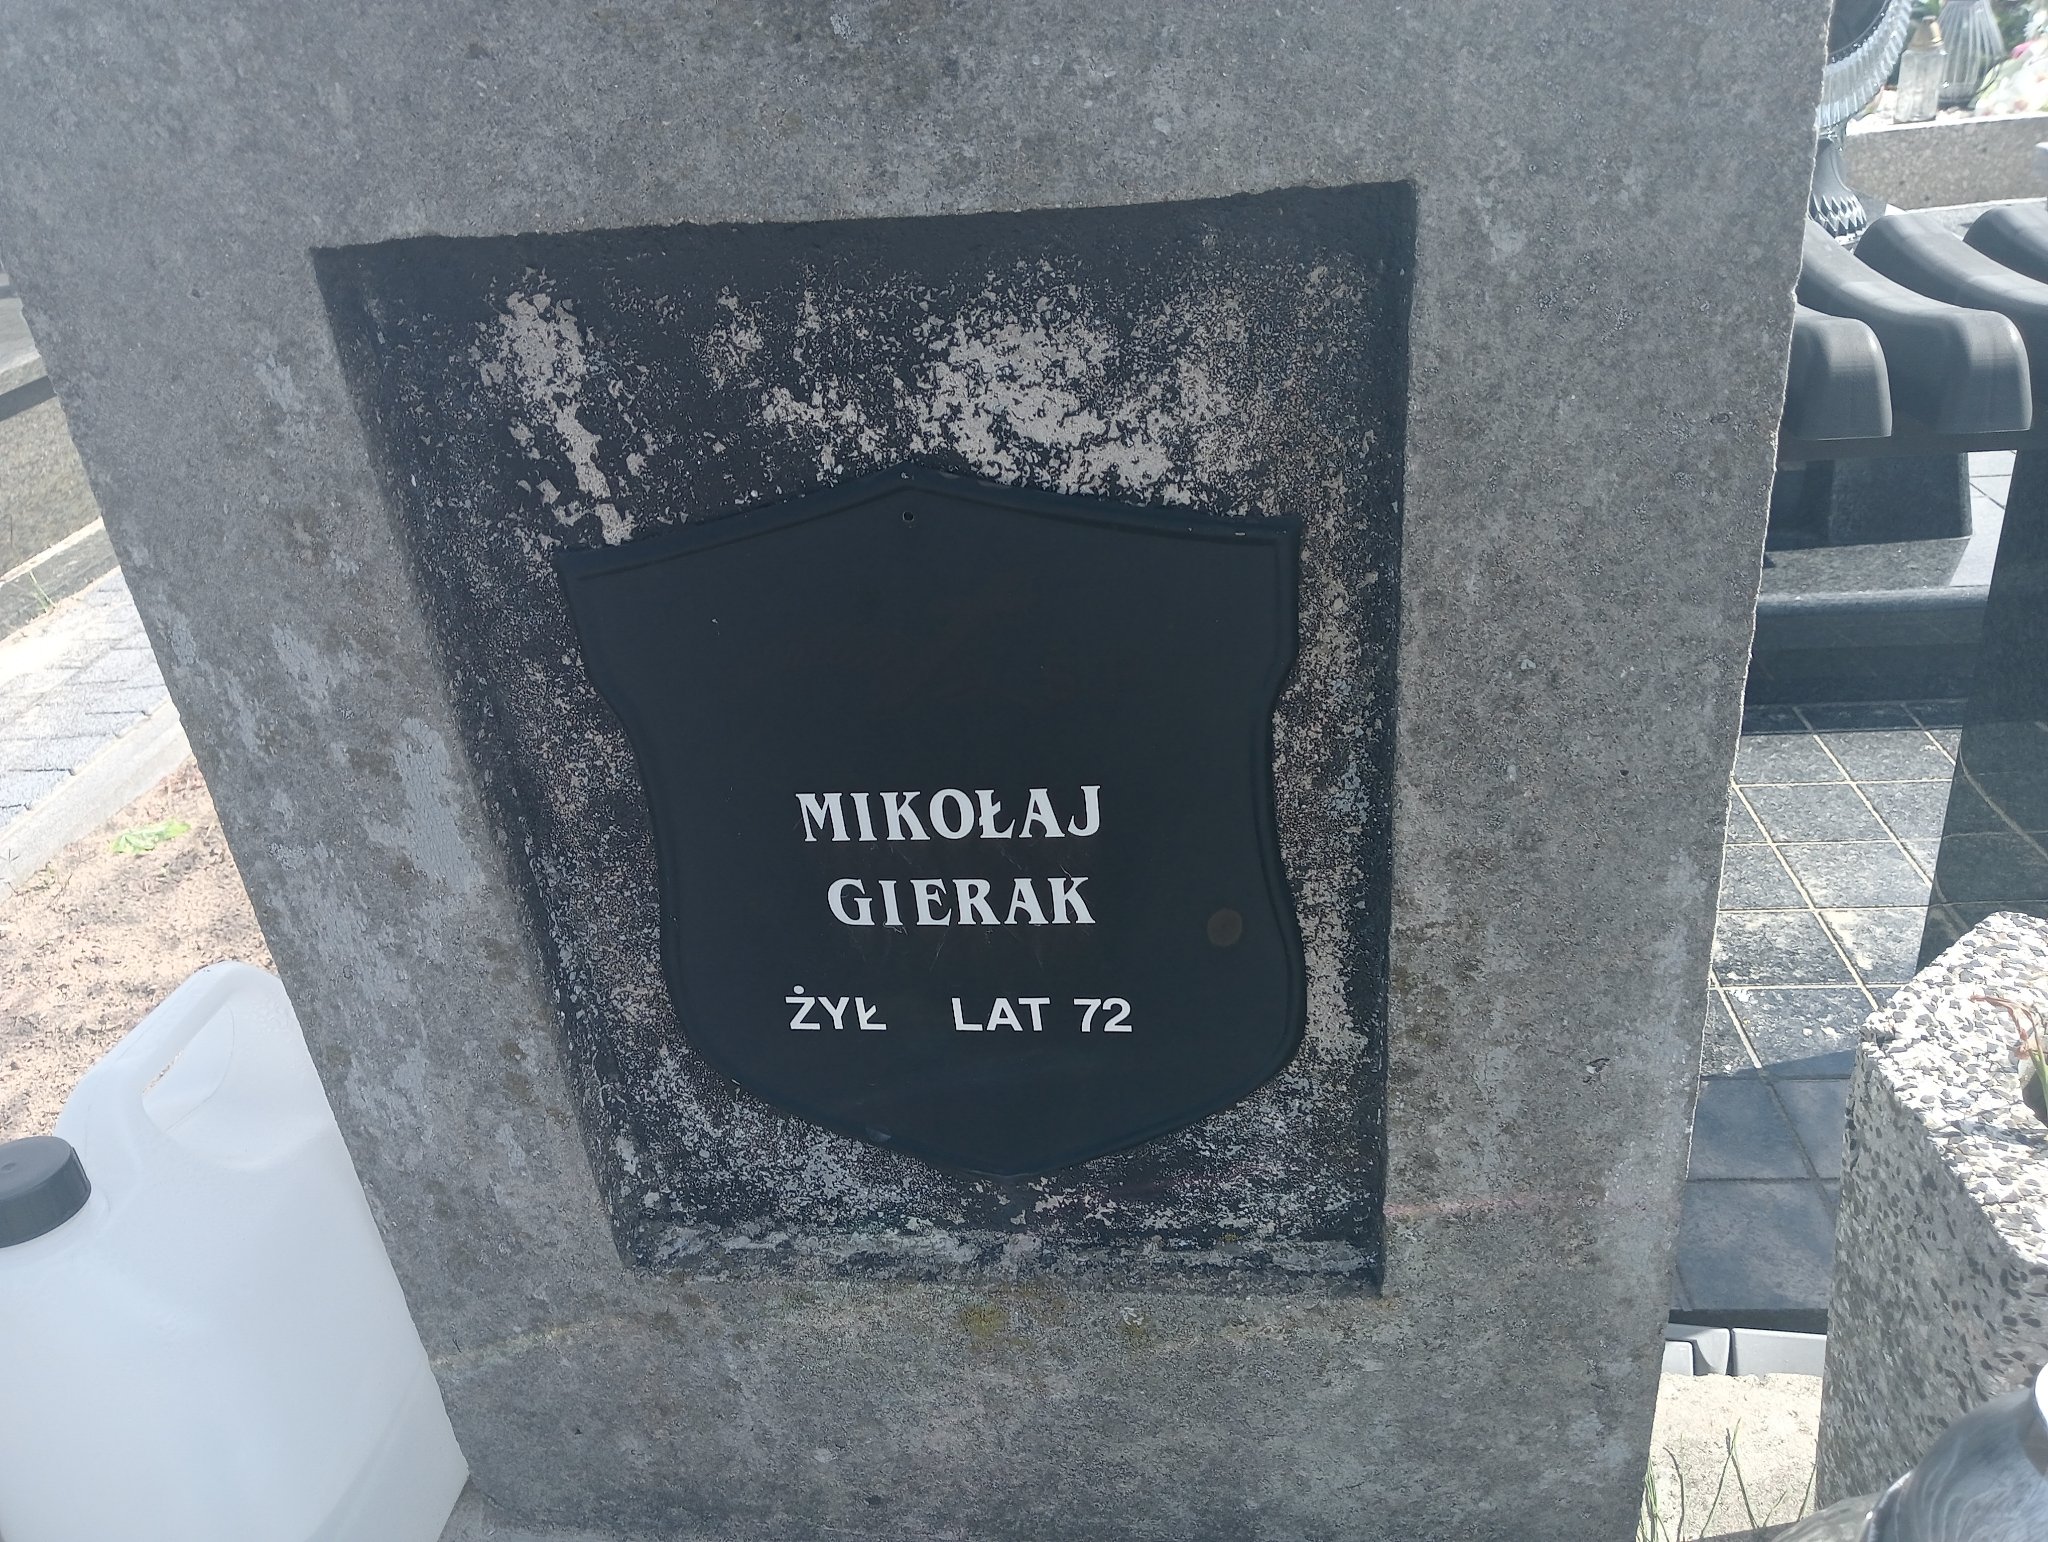 MIKOŁAJ
GIERAK
ŻYŁ LAT 72